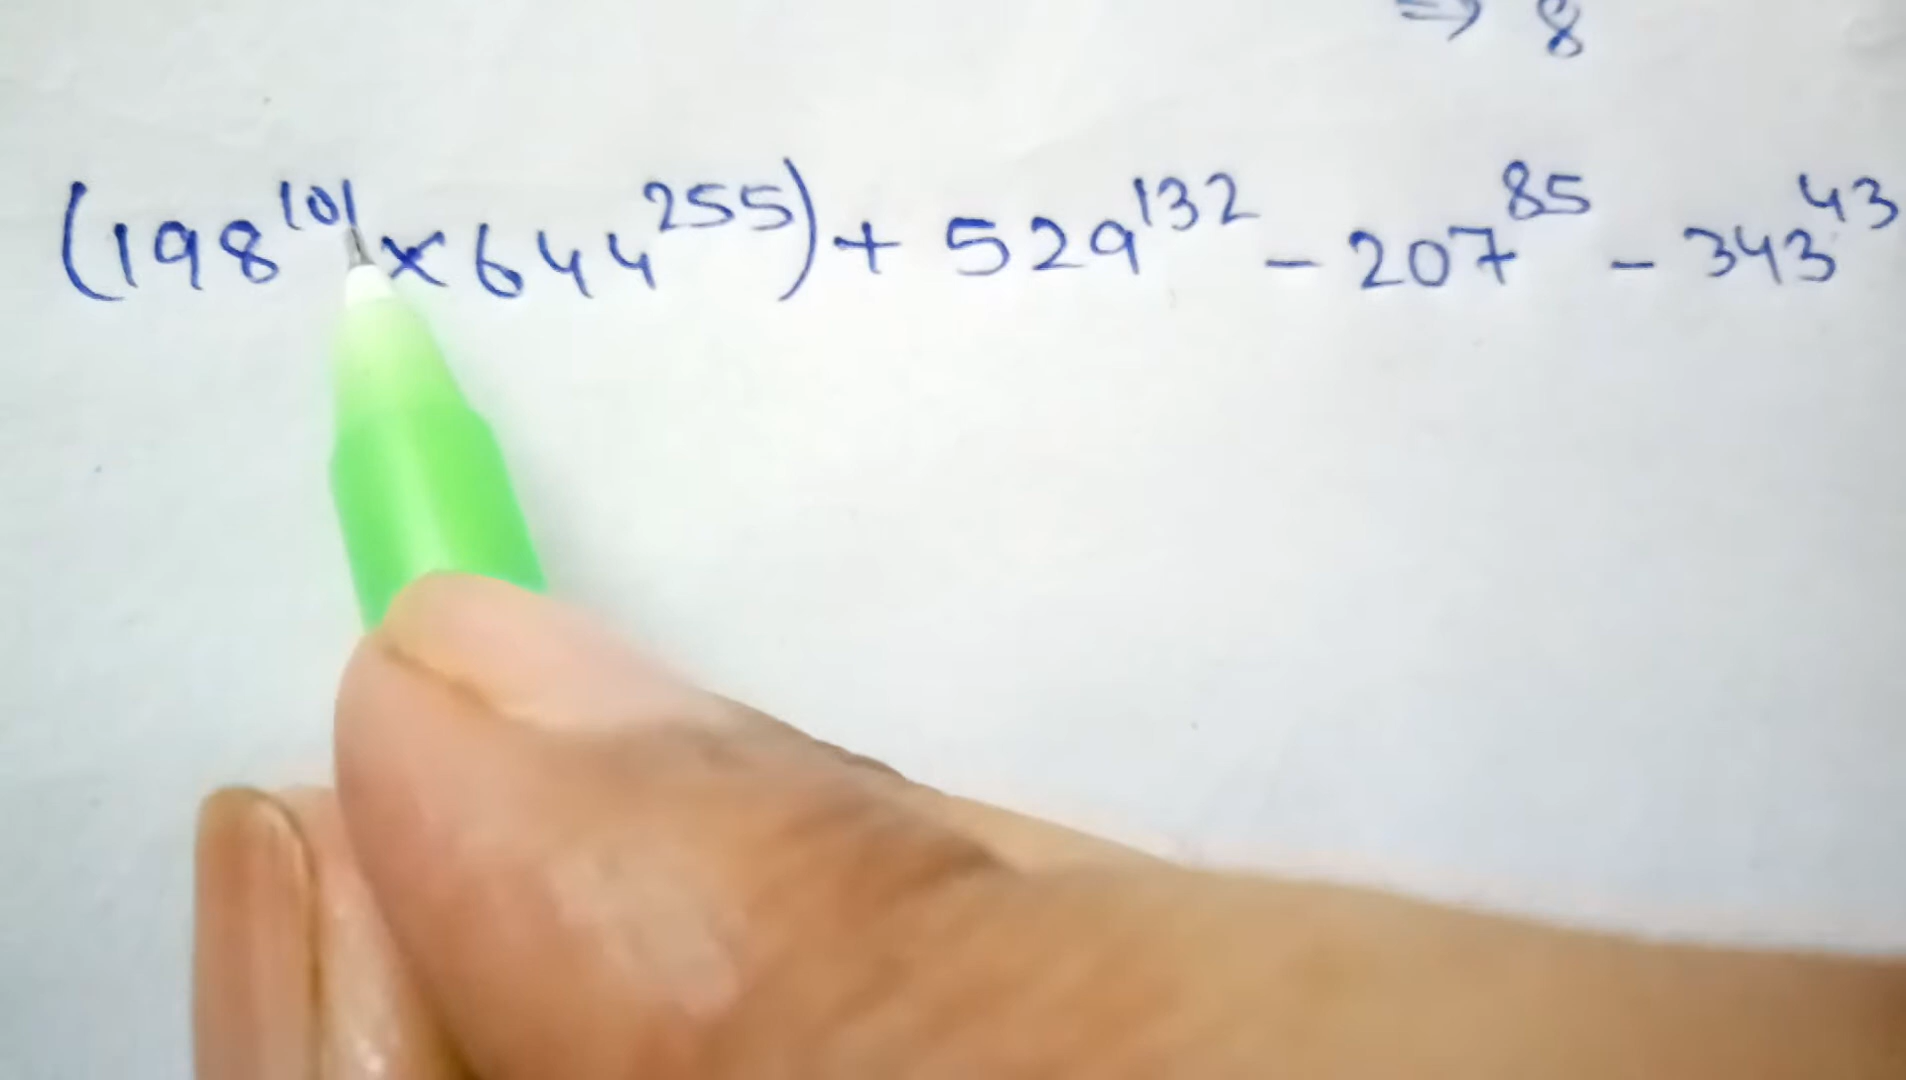 ⇒ 8
(198^101 × 644^255) + 529^132 - 207^85 - 343^43